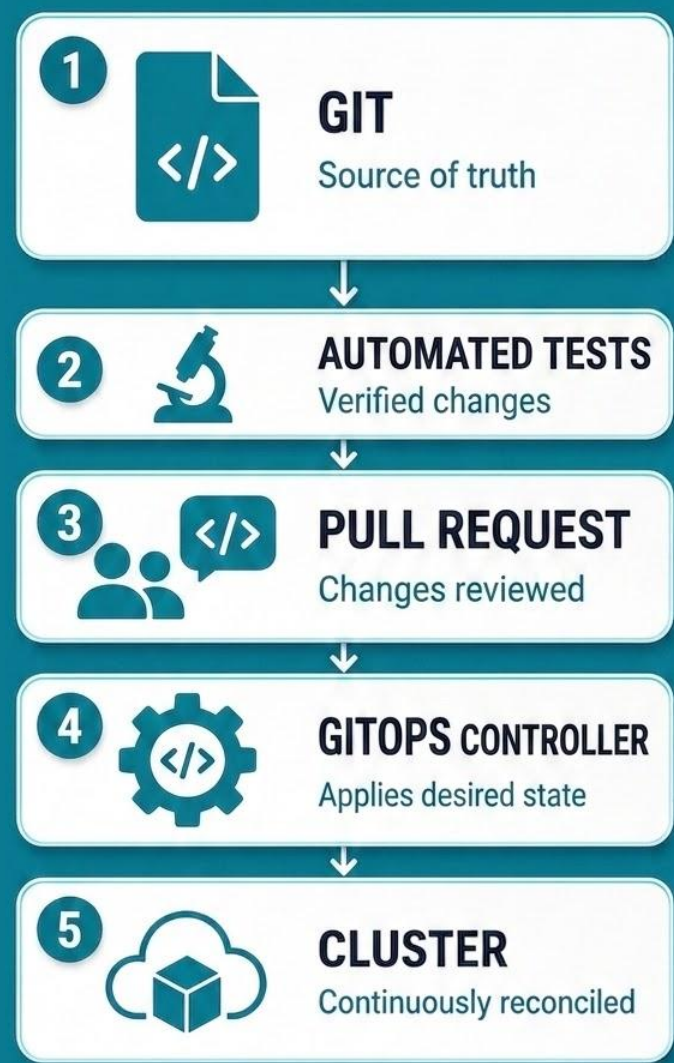 1
</>
GIT
Source of truth
2
AUTOMATED TESTS
Verified changes
3
</>
PULL REQUEST
Changes reviewed
4
</>
GITOPS CONTROLLER
Applies desired state
5
CLUSTER
Continuously reconciled